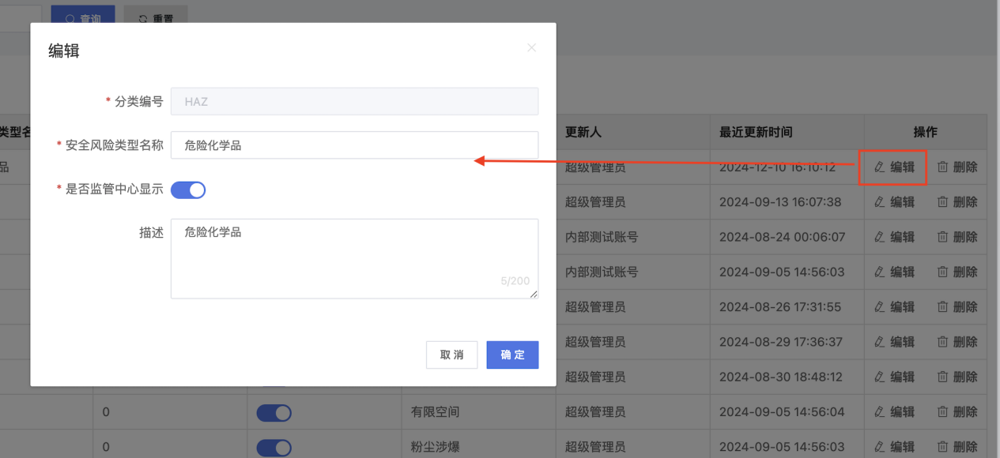 查询 重置
编辑
* 分类编号 HAZ
* 安全风险类型名称 危险化学品
* 是否监管中心显示
描述 危险化学品
5/200
取消 确定
类型名 更新人 最近更新时间 操作
品 超级管理员 2024-12-10 16:10:12 编辑 删除
超级管理员 2024-09-13 16:07:38 编辑 删除
内部测试账号 2024-08-24 00:06:07 编辑 删除
内部测试账号 2024-09-05 14:56:03 编辑 删除
超级管理员 2024-08-26 17:31:55 编辑 删除
超级管理员 2024-08-29 17:36:37 编辑 删除
超级管理员 2024-08-30 18:48:12 编辑 删除
0 有限空间 超级管理员 2024-09-05 14:56:04 编辑 删除
0 粉尘涉爆 超级管理员 2024-09-05 14:56:03 编辑 删除